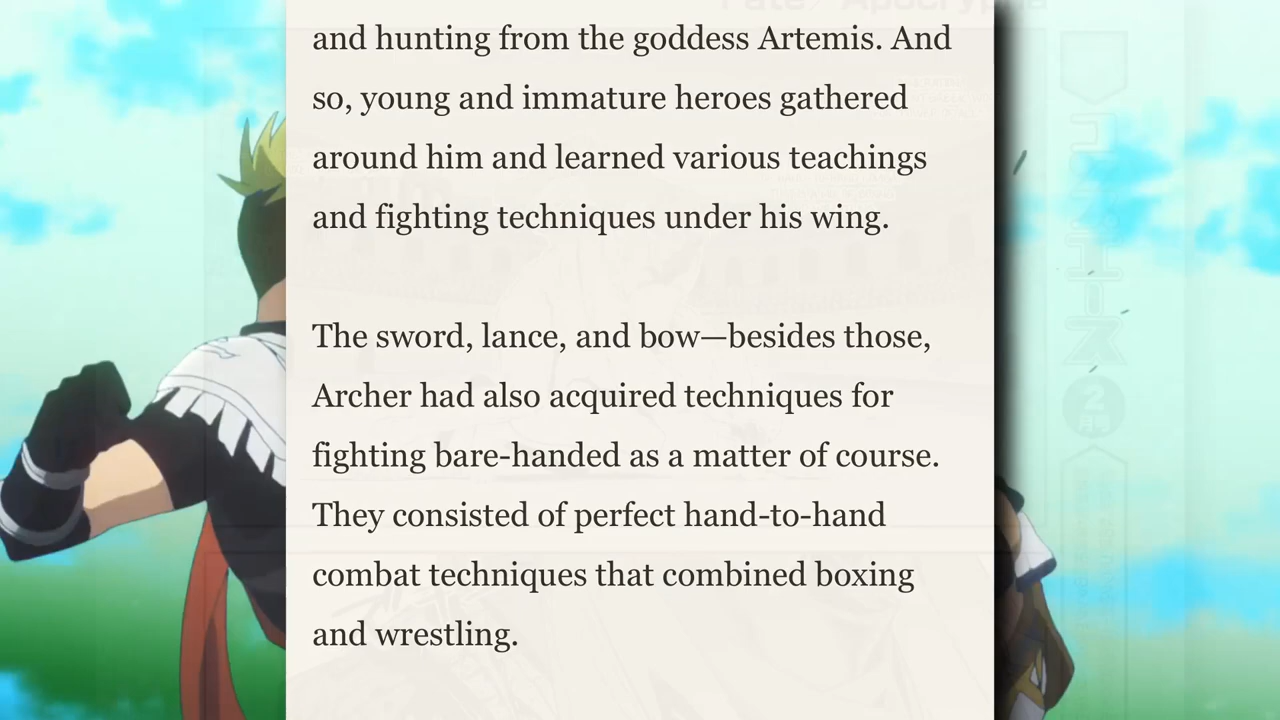 Fate/Apocrypha
and hunting from the goddess Artemis. And
so, young and immature heroes gathered
around him and learned various teachings
and fighting techniques under his wing.
The sword, lance, and bow—besides those,
Archer had also acquired techniques for
fighting bare-handed as a matter of course.
They consisted of perfect hand-to-hand
combat techniques that combined boxing
and wrestling.